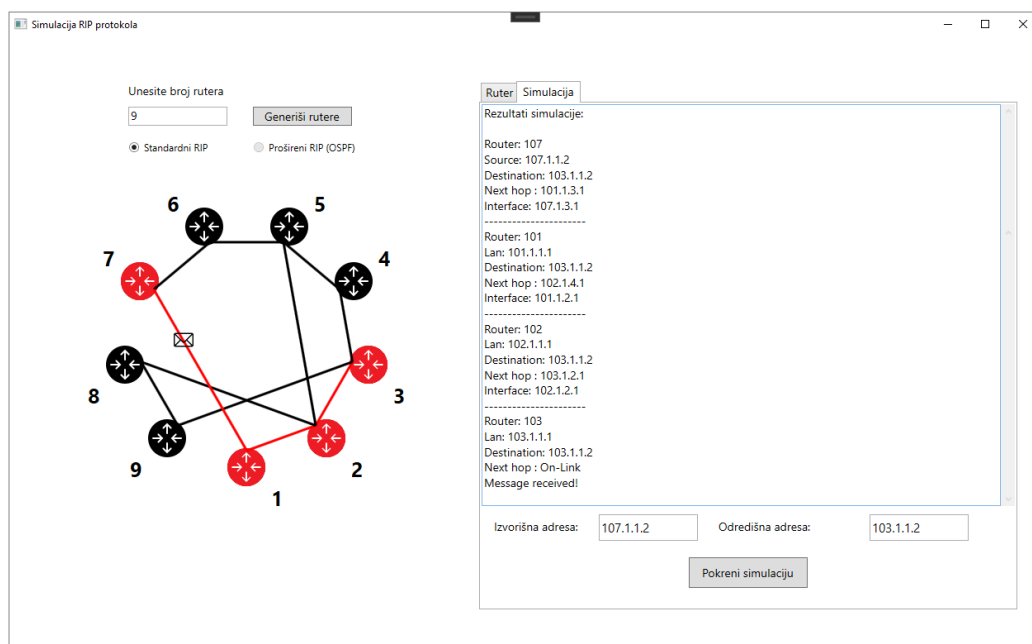 Simulacija RIP protokola
Unesite broj rutera
9
Generiši rutere
Standardni RIP
Prošireni RIP (OSPF)
6
5
7
4
8
3
9
2
1
Ruter
Simulacija
Rezultati simulacije:
Router: 107
Source: 107.1.1.2
Destination: 103.1.1.2
Next hop : 101.1.3.1
Interface: 107.1.3.1
----------------------
Router: 101
Lan: 101.1.1.1
Destination: 103.1.1.2
Next hop : 102.1.4.1
Interface: 101.1.2.1
----------------------
Router: 102
Lan: 102.1.1.1
Destination: 103.1.1.2
Next hop : 103.1.2.1
Interface: 102.1.2.1
----------------------
Router: 103
Lan: 103.1.1.1
Destination: 103.1.1.2
Next hop : On-Link
Message received!
Izvorišna adresa:
107.1.1.2
Odredišna adresa:
103.1.1.2
Pokreni simulaciju